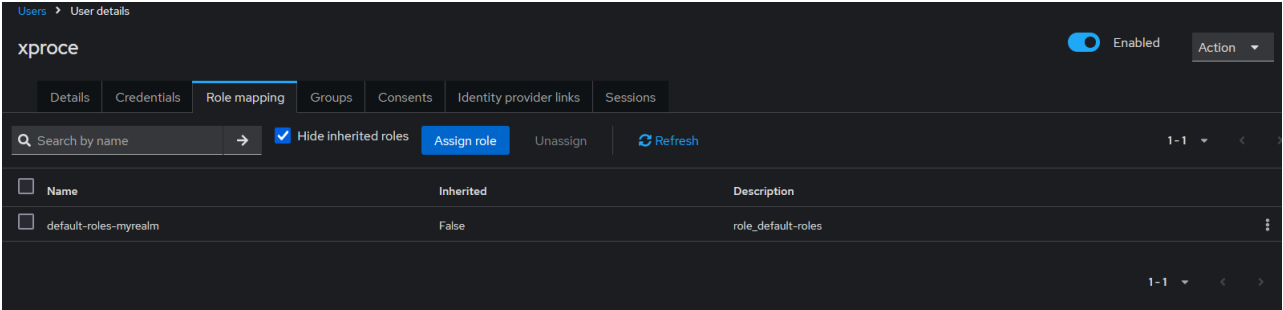 Users > User details
xproce
Enabled
Action
Details Credentials Role mapping Groups Consents Identity provider links Sessions
Search by name Hide inherited roles Assign role Unassign Refresh 1-1
Name Inherited Description
default-roles-myrealm False role_default-roles
1-1